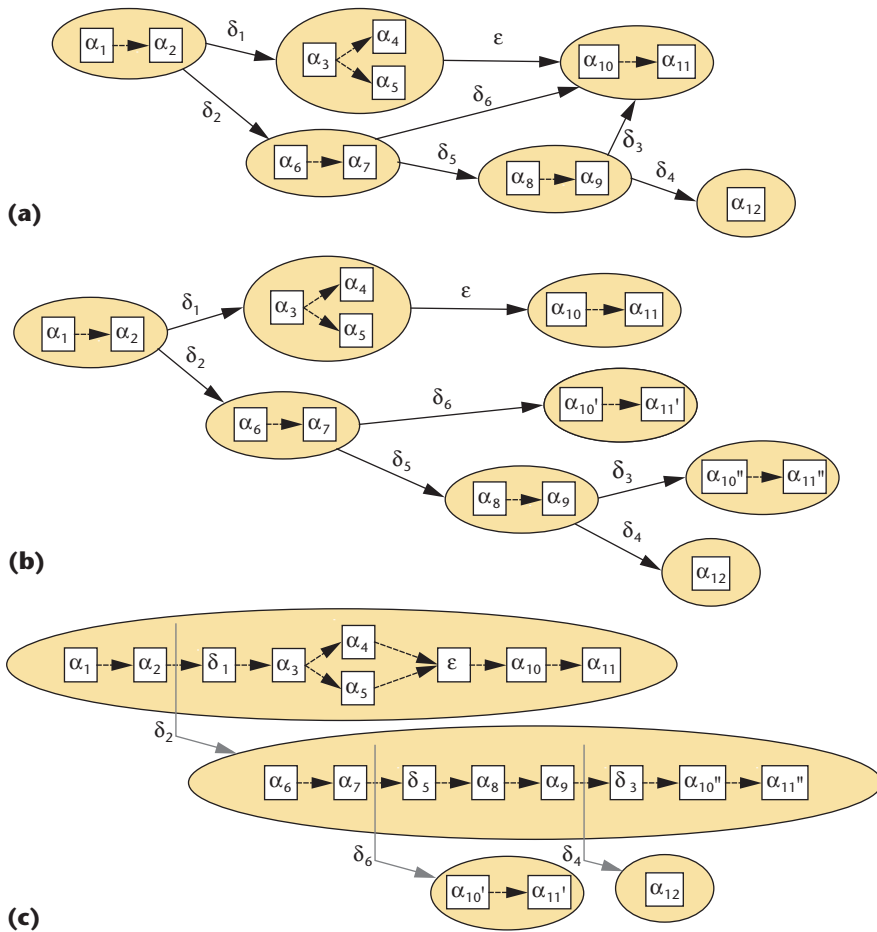 α₁ α₂ δ₁ α₃ α₄ α₅ ε α₁₀ α₁₁
δ₂ δ₆ δ₃
α₆ α₇ δ₅ α₈ α₉ δ₄ α₁₂
(a)
α₁ α₂ δ₁ α₃ α₄ α₅ ε α₁₀ α₁₁
δ₂ δ₆ α₁₀' α₁₁'
α₆ α₇ δ₅ α₈ α₉ δ₃ α₁₀" α₁₁"
δ₄ α₁₂
(b)
α₁ α₂ δ₁ α₃ α₄ α₅ ε α₁₀ α₁₁
δ₂
α₆ α₇ δ₅ α₈ α₉ δ₃ α₁₀" α₁₁"
δ₆ δ₄
α₁₀' α₁₁' α₁₂
(c)